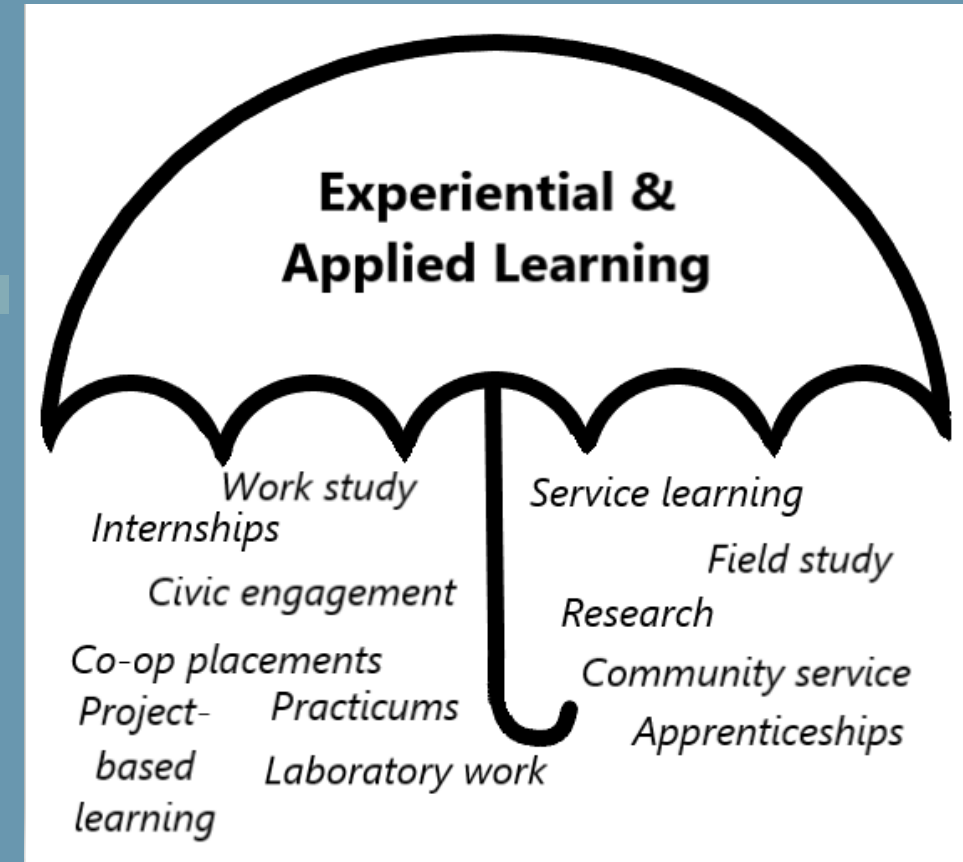 Experiential &
Applied Learning
Work study
Internships
Civic engagement
Co-op placements
Project-
based
learning
Practicums
Laboratory work
Service learning
Field study
Research
Community service
Apprenticeships